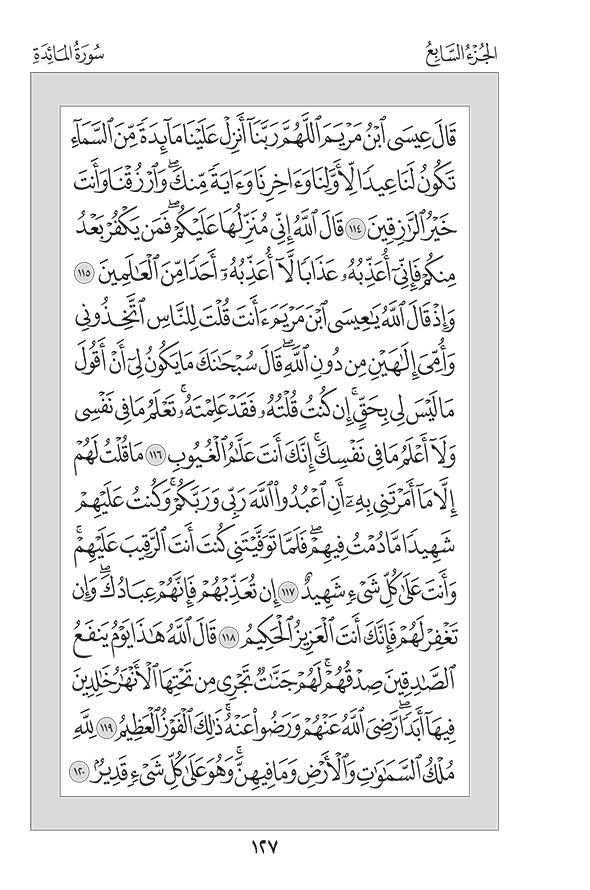 الجُزْءُ السَّابِعُ
سُورَةُ المَائِدَةِ
قَالَ عِيسَى ٱبْنُ مَرْيَمَ ٱللَّهُمَّ رَبَّنَآ أَنزِلْ عَلَيْنَا مَآئِدَةً مِّنَ ٱلسَّمَآءِ
تَكُونُ لَنَا عِيدًا لِّأَوَّلِنَا وَءَاخِرِنَا وَءَايَةً مِّنكَۖ وَٱرْزُقْنَا وَأَنتَ
خَيْرُ ٱلرَّٰزِقِينَ ١١٤ قَالَ ٱللَّهُ إِنِّي مُنَزِّلُهَا عَلَيْكُمْۖ فَمَن يَكْفُرْ بَعْدُ
مِنكُمْ فَإِنِّيٓ أُعَذِّبُهُۥ عَذَابًا لَّآ أُعَذِّبُهُۥٓ أَحَدًا مِّنَ ٱلْعَٰلَمِينَ ١١٥
وَإِذْ قَالَ ٱللَّهُ يَٰعِيسَى ٱبْنَ مَرْيَمَ ءَأَنتَ قُلْتَ لِلنَّاسِ ٱتَّخِذُونِي
وَأُمِّيَ إِلَٰهَيْنِ مِن دُونِ ٱللَّهِۖ قَالَ سُبْحَٰنَكَ مَا يَكُونُ لِيٓ أَنْ أَقُولَ
مَا لَيْسَ لِي بِحَقٍّۚ إِن كُنتُ قُلْتُهُۥ فَقَدْ عَلِمْتَهُۥۚ تَعْلَمُ مَا فِي نَفْسِي
وَلَآ أَعْلَمُ مَا فِي نَفْسِكَۚ إِنَّكَ أَنتَ عَلَّٰمُ ٱلْغُيُوبِ ١١٦ مَا قُلْتُ لَهُمْ
إِلَّا مَآ أَمَرْتَنِي بِهِۦٓ أَنِ ٱعْبُدُواْ ٱللَّهَ رَبِّي وَرَبَّكُمْۚ وَكُنتُ عَلَيْهِمْ
شَهِيدًا مَّا دُمْتُ فِيهِمْۖ فَلَمَّا تَوَفَّيْتَنِي كُنتَ أَنتَ ٱلرَّقِيبَ عَلَيْهِمْۚ
وَأَنتَ عَلَىٰ كُلِّ شَيْءٍ شَهِيدٌ ١١٧ إِن تُعَذِّبْهُمْ فَإِنَّهُمْ عِبَادُكَۖ وَإِن
تَغْفِرْ لَهُمْ فَإِنَّكَ أَنتَ ٱلْعَزِيزُ ٱلْحَكِيمُ ١١٨ قَالَ ٱللَّهُ هَٰذَا يَوْمُ يَنفَعُ
ٱلصَّٰدِقِينَ صِدْقُهُمْۚ لَهُمْ جَنَّٰتٌ تَجْرِي مِن تَحْتِهَا ٱلْأَنْهَٰرُ خَٰلِدِينَ
فِيهَآ أَبَدًاۖ رَّضِيَ ٱللَّهُ عَنْهُمْ وَرَضُواْ عَنْهُۚ ذَٰلِكَ ٱلْفَوْزُ ٱلْعَظِيمُ ١١٩ لِلَّهِ
مُلْكُ ٱلسَّمَٰوَٰتِ وَٱلْأَرْضِ وَمَا فِيهِنَّۚ وَهُوَ عَلَىٰ كُلِّ شَيْءٍ قَدِيرٌۢ ١٢٠
١٢٧